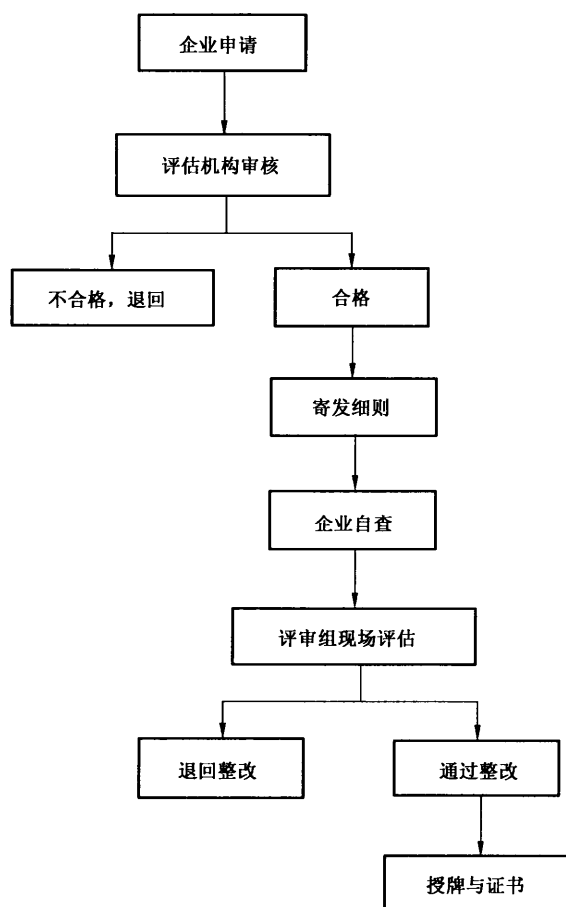 企业申请
评估机构审核
不合格，退回
合格
寄发细则
企业自查
评审组现场评估
退回整改
通过整改
授牌与证书